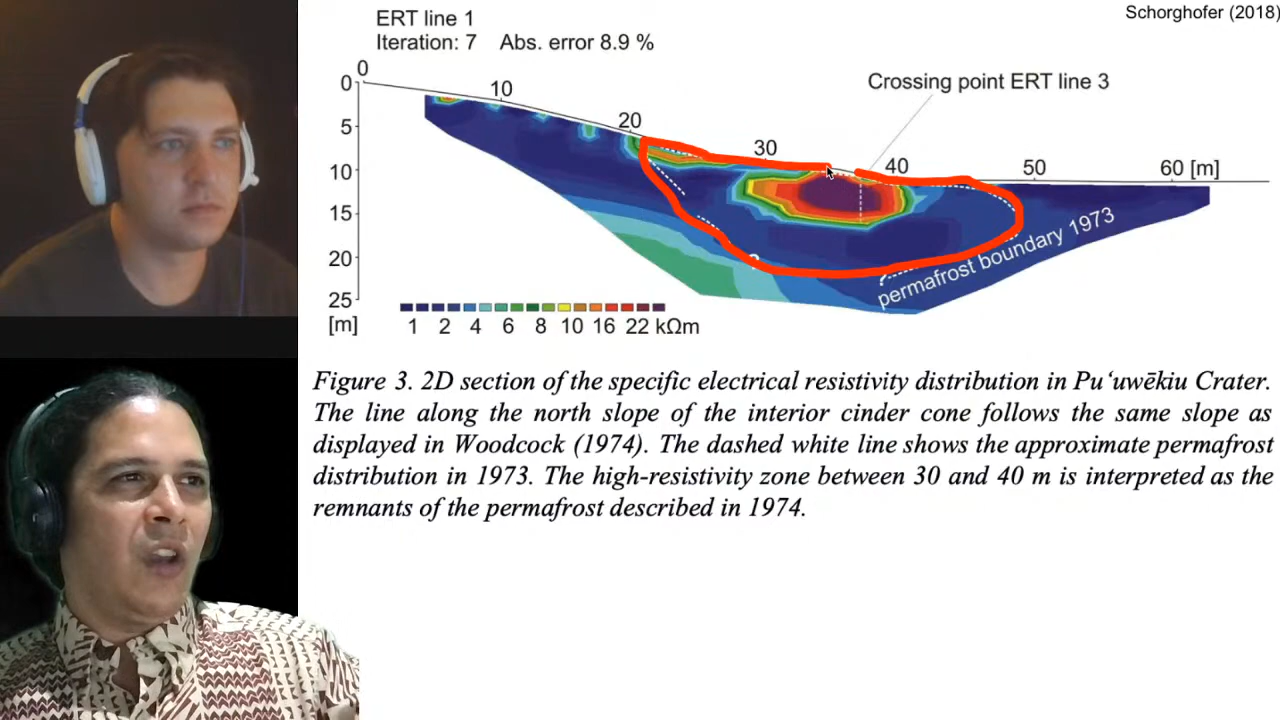 Schorghofer (2018)
ERT line 1
Iteration: 7 Abs. error 8.9 %
Crossing point ERT line 3
0
0
10
20
30
40
50
60 [m]
5
10
15
20
25
[m]
?
?
permafrost boundary 1973
1 2 4 6 8 10 16 22 kΩm
Figure 3. 2D section of the specific electrical resistivity distribution in Puʻuwēkiu Crater.
The line along the north slope of the interior cinder cone follows the same slope as
displayed in Woodcock (1974). The dashed white line shows the approximate permafrost
distribution in 1973. The high-resistivity zone between 30 and 40 m is interpreted as the
remnants of the permafrost described in 1974.